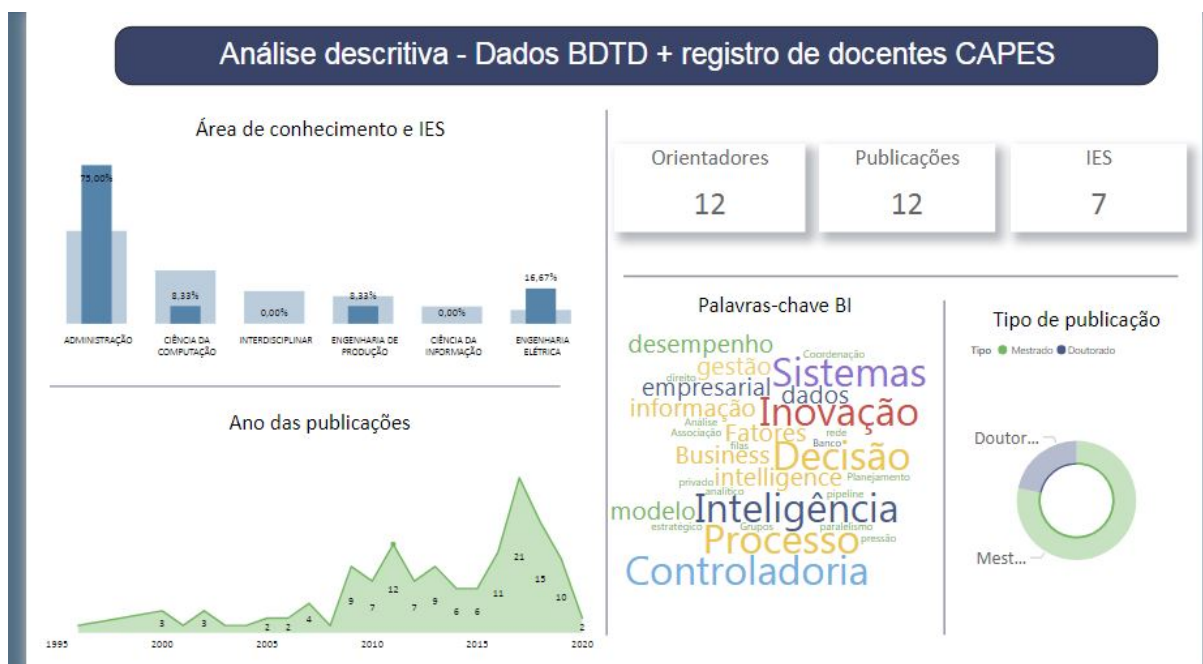 Análise descritiva - Dados BDTD + registro de docentes CAPES
Área de conhecimento e IES
75,00%
8,33%
0,00%
8,33%
0,00%
16,67%
ADMINISTRAÇÃO
CIÊNCIA DA
COMPUTAÇÃO
INTERDISCIPLINAR
ENGENHARIA DE
PRODUÇÃO
CIÊNCIA DA
INFORMAÇÃO
ENGENHARIA
ELÉTRICA
Ano das publicações
3
3
2
2
4
9
7
12
7
9
6
6
11
21
15
10
2
1995
2000
2005
2010
2015
2020
Orientadores
12
Publicações
12
IES
7
Palavras-chave BI
desempenho
Coordenação
gestão
Sistemas
direito
empresarial
dados
informação
Inovação
Análise
Associação
Fatores
rede
filas
Banco
Business
Decisão
privado
intelligence
Planejamento
analítico
pipeline
modelo
Inteligência
estratégico
Grupos
paralelismo
Processo
pressão
Controladoria
Tipo de publicação
Tipo Mestrado Doutorado
Doutor...
Mest...